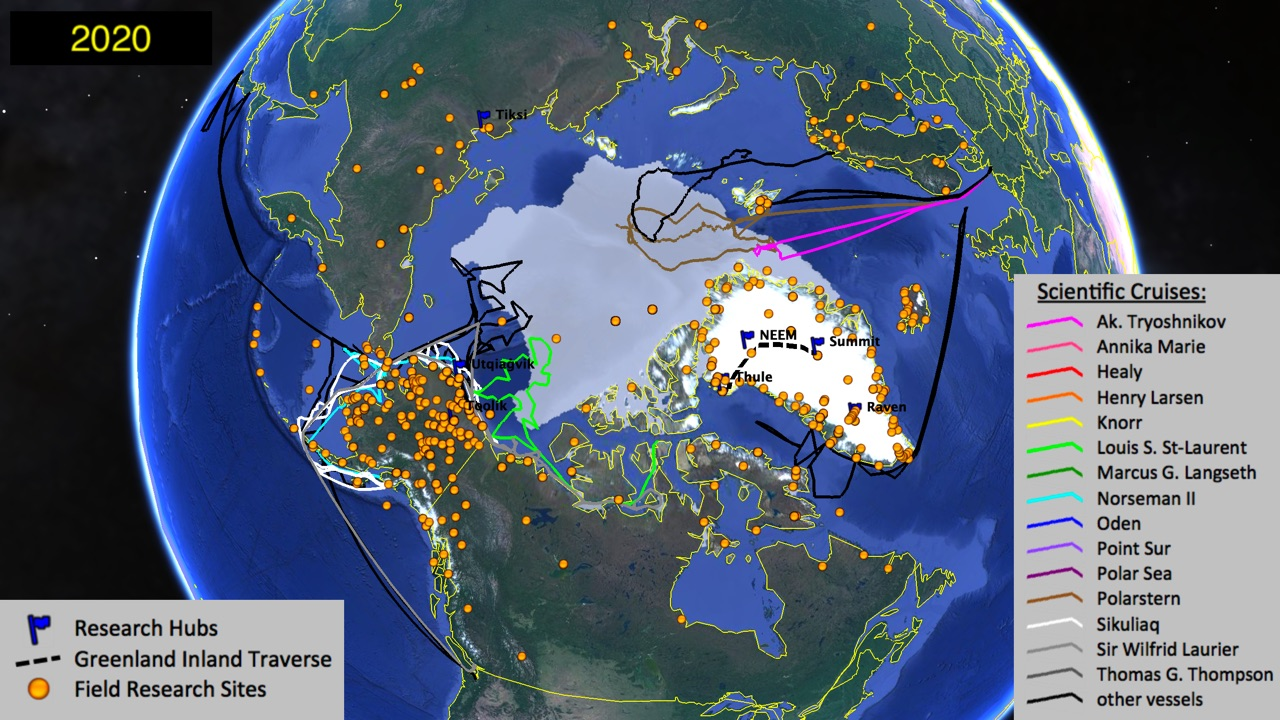 2020
Tiksi
NEEM
Summit
Thule
Raven
Utqiagvik
Toolik
Scientific Cruises:
Ak. Tryoshnikov
Annika Marie
Healy
Henry Larsen
Knorr
Louis S. St-Laurent
Marcus G. Langseth
Norseman II
Oden
Point Sur
Polar Sea
Polarstern
Sikuliaq
Sir Wilfrid Laurier
Thomas G. Thompson
other vessels
Research Hubs
Greenland Inland Traverse
Field Research Sites